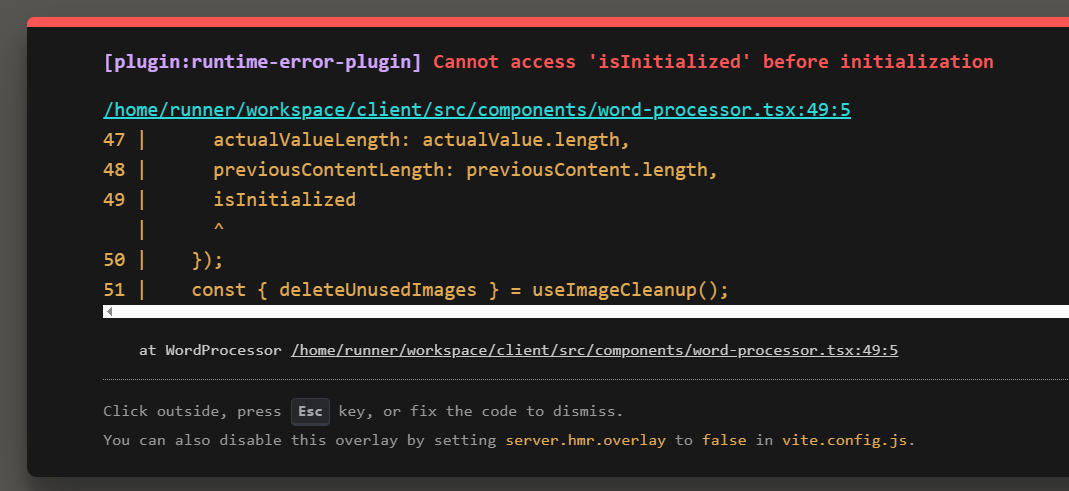 [plugin:runtime-error-plugin] Cannot access 'isInitialized' before initialization
/home/runner/workspace/client/src/components/word-processor.tsx:49:5
47 |      actualValueLength: actualValue.length,
48 |      previousContentLength: previousContent.length,
49 |      isInitialized
   |      ^
50 |    });
51 |    const { deleteUnusedImages } = useImageCleanup();
at WordProcessor /home/runner/workspace/client/src/components/word-processor.tsx:49:5
Click outside, press Esc key, or fix the code to dismiss.
You can also disable this overlay by setting server.hmr.overlay to false in vite.config.js.